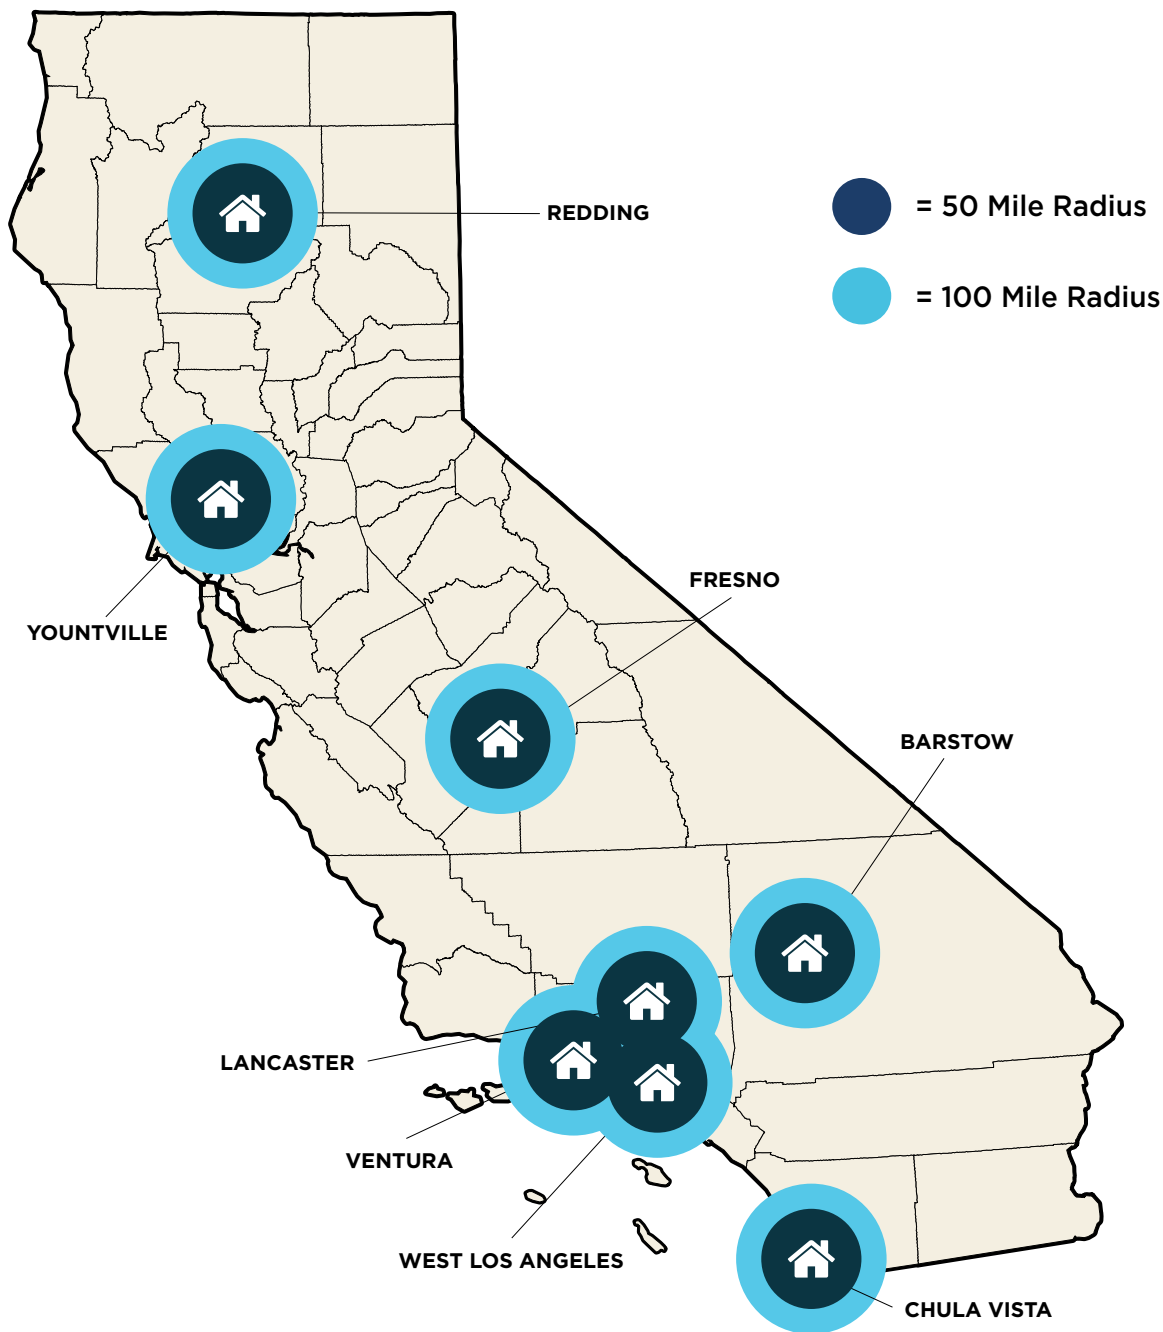 REDDING
= 50 Mile Radius
= 100 Mile Radius
FRESNO
YOUNTVILLE
BARSTOW
LANCASTER
VENTURA
WEST LOS ANGELES
CHULA VISTA